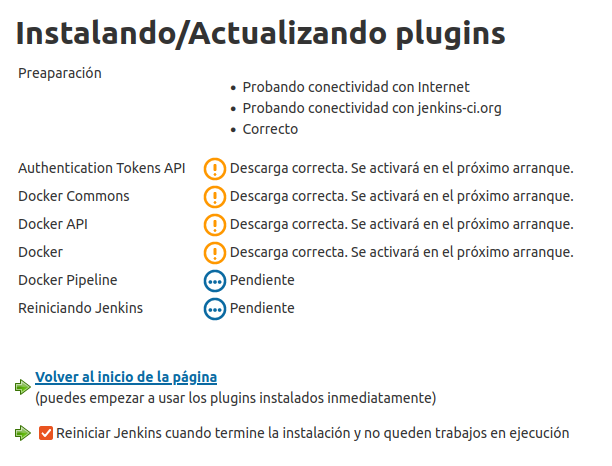 Instalando/Actualizando plugins
Preaparación
• Probando conectividad con Internet
• Probando conectividad con jenkins-ci.org
• Correcto
Authentication Tokens API Descarga correcta. Se activará en el próximo arranque.
Docker Commons Descarga correcta. Se activará en el próximo arranque.
Docker API Descarga correcta. Se activará en el próximo arranque.
Docker Descarga correcta. Se activará en el próximo arranque.
Docker Pipeline Pendiente
Reiniciando Jenkins Pendiente
Volver al inicio de la página
(puedes empezar a usar los plugins instalados inmediatamente)
Reiniciar Jenkins cuando termine la instalación y no queden trabajos en ejecución